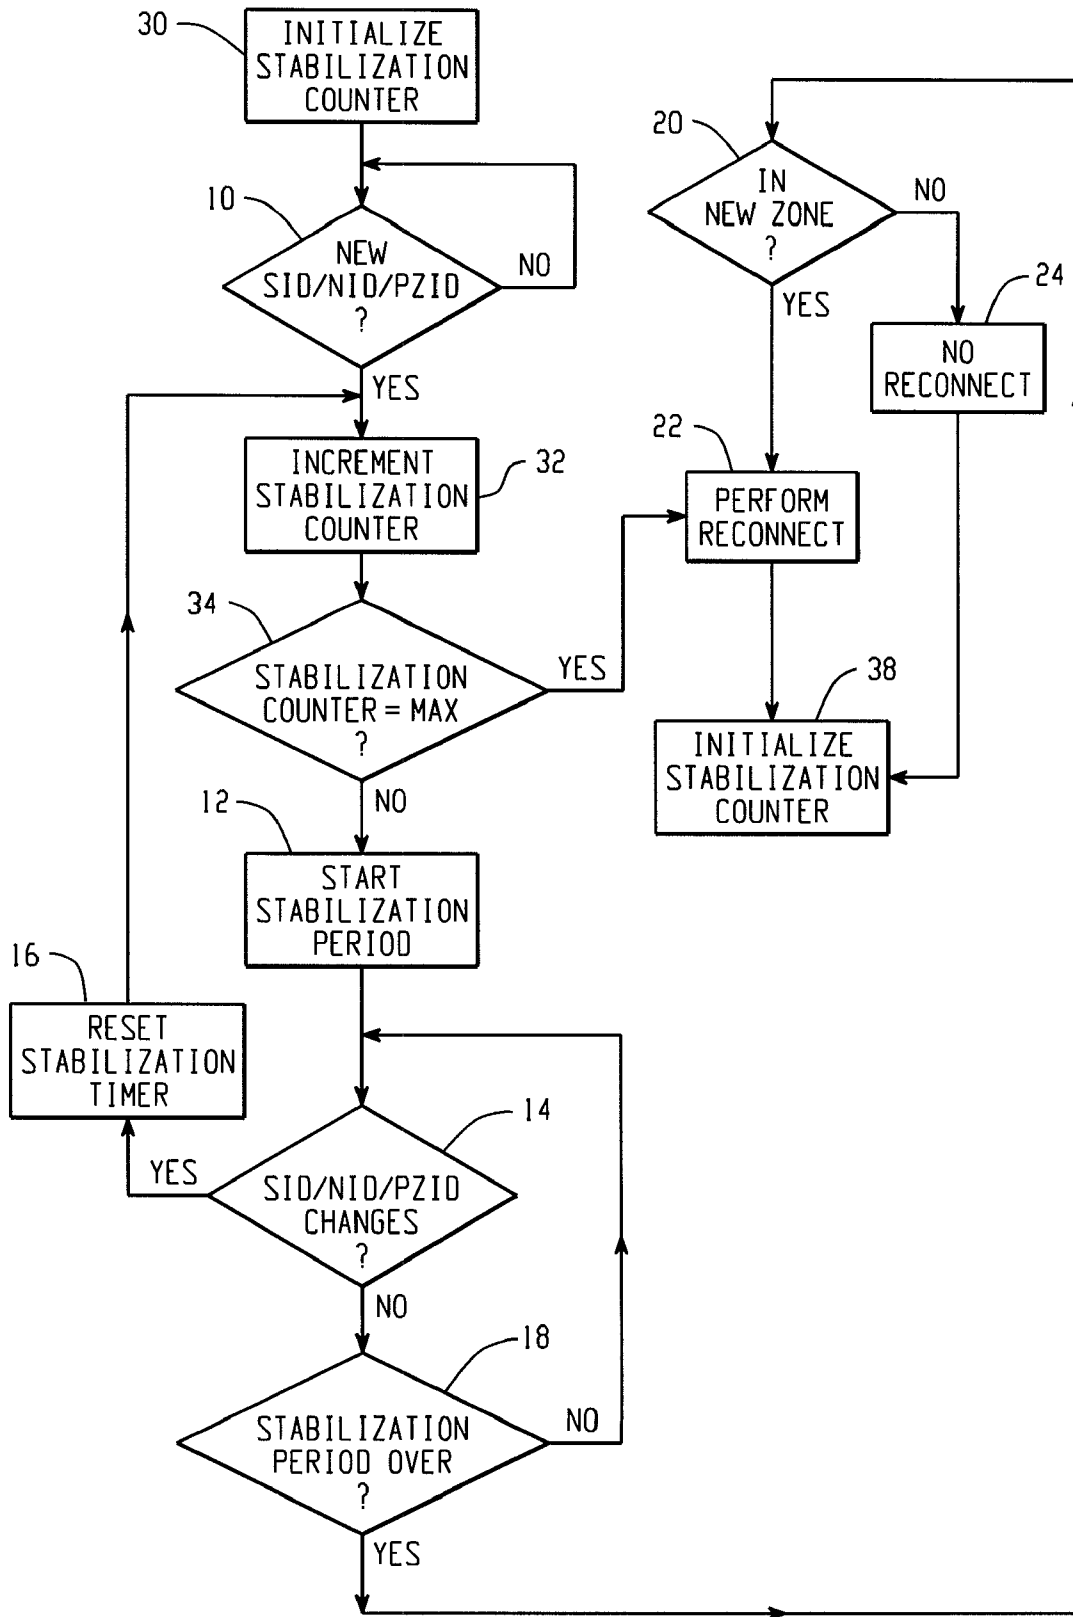 30
INITIALIZE
STABILIZATION
COUNTER
10
NEW
SID/NID/PZID
?
NO
YES
INCREMENT
STABILIZATION
COUNTER
32
34
STABILIZATION
COUNTER = MAX
?
YES
NO
12
START
STABILIZATION
PERIOD
16
RESET
STABILIZATION
TIMER
14
SID/NID/PZID
CHANGES
?
YES
NO
18
STABILIZATION
PERIOD OVER
?
NO
YES
20
IN
NEW ZONE
?
NO
YES
24
NO
RECONNECT
22
PERFORM
RECONNECT
38
INITIALIZE
STABILIZATION
COUNTER